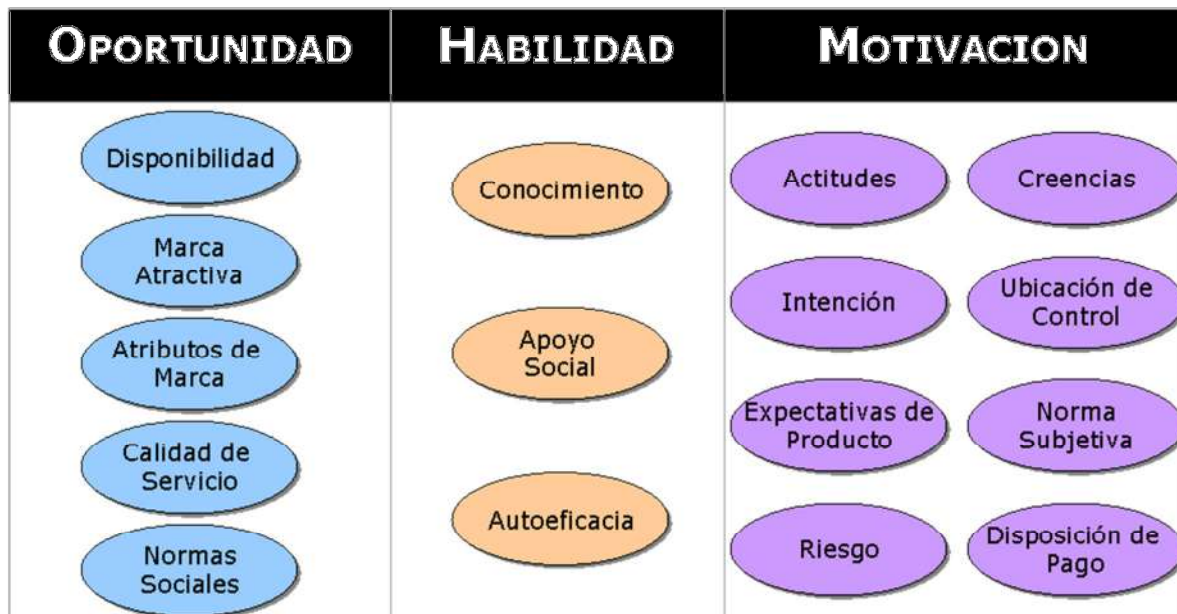 OPORTUNIDAD
HABILIDAD
MOTIVACION
Disponibilidad
Marca
Atractiva
Atributos de
Marca
Calidad de
Servicio
Normas
Sociales
Conocimiento
Apoyo
Social
Autoeficacia
Actitudes
Creencias
Intención
Ubicación de
Control
Expectativas de
Producto
Norma
Subjetiva
Riesgo
Disposición de
Pago